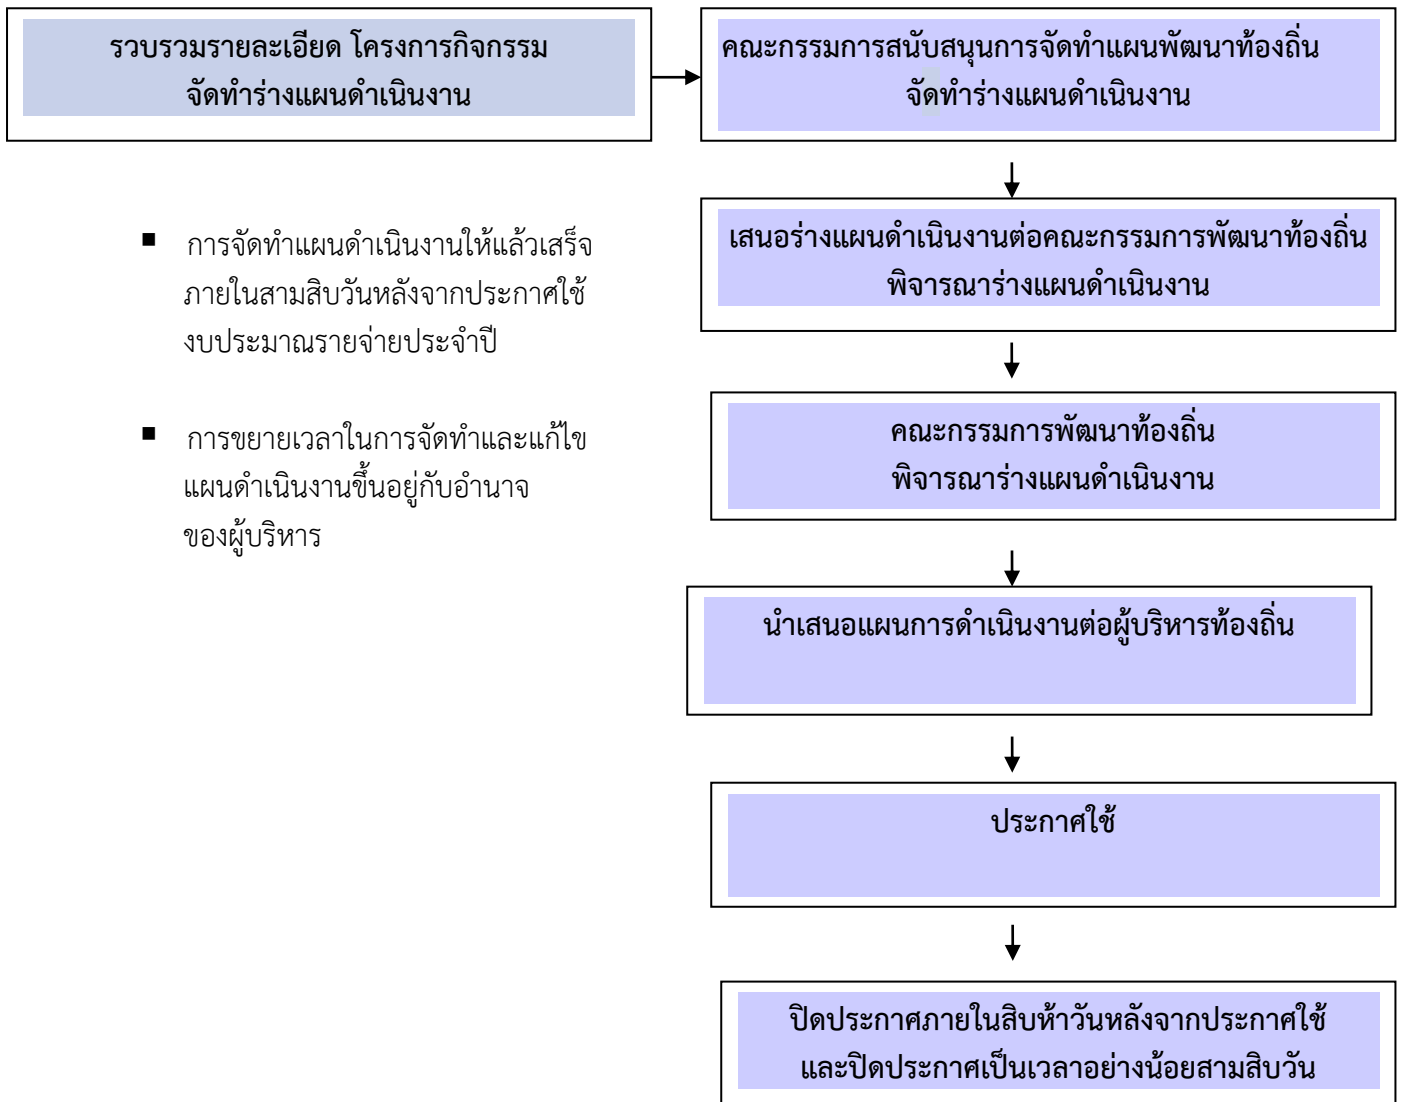 รวบรวมรายละเอียด โครงการกิจกรรม
จัดทำร่างแผนดำเนินงาน
คณะกรรมการสนับสนุนการจัดทำแผนพัฒนาท้องถิ่น
จัดทำร่างแผนดำเนินงาน
เสนอร่างแผนดำเนินงานต่อคณะกรรมการพัฒนาท้องถิ่น
พิจารณาร่างแผนดำเนินงาน
▪ การจัดทำแผนดำเนินงานให้แล้วเสร็จ
ภายในสามสิบวันหลังจากประกาศใช้
งบประมาณรายจ่ายประจำปี
▪ การขยายเวลาในการจัดทำและแก้ไข
แผนดำเนินงานขึ้นอยู่กับอำนาจ
ของผู้บริหาร
คณะกรรมการพัฒนาท้องถิ่น
พิจารณาร่างแผนดำเนินงาน
นำเสนอแผนการดำเนินงานต่อผู้บริหารท้องถิ่น
ประกาศใช้
ปิดประกาศภายในสิบห้าวันหลังจากประกาศใช้
และปิดประกาศเป็นเวลาอย่างน้อยสามสิบวัน